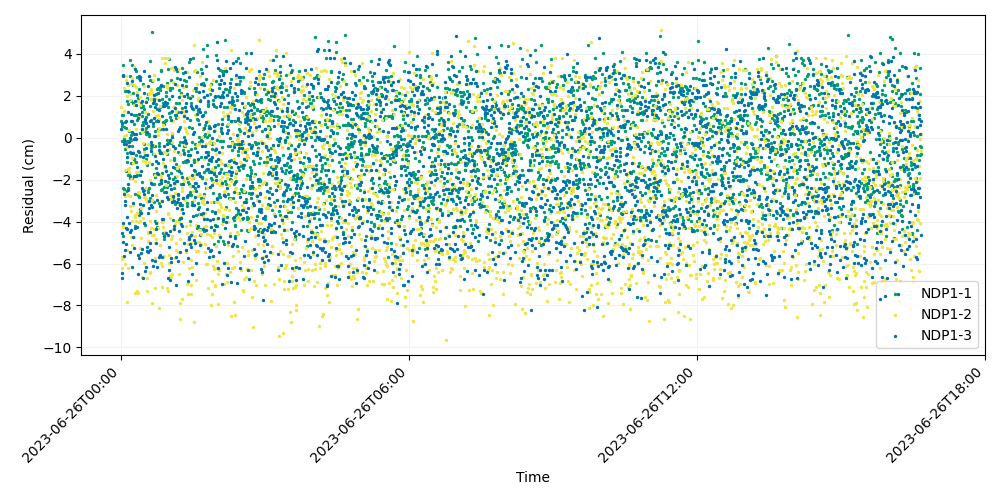 4
2
0
−2
−4
−6
−8
−10
Residual (cm)
NDP1-1
NDP1-2
NDP1-3
2023-06-26T00:00
2023-06-26T06:00
2023-06-26T12:00
2023-06-26T18:00
Time